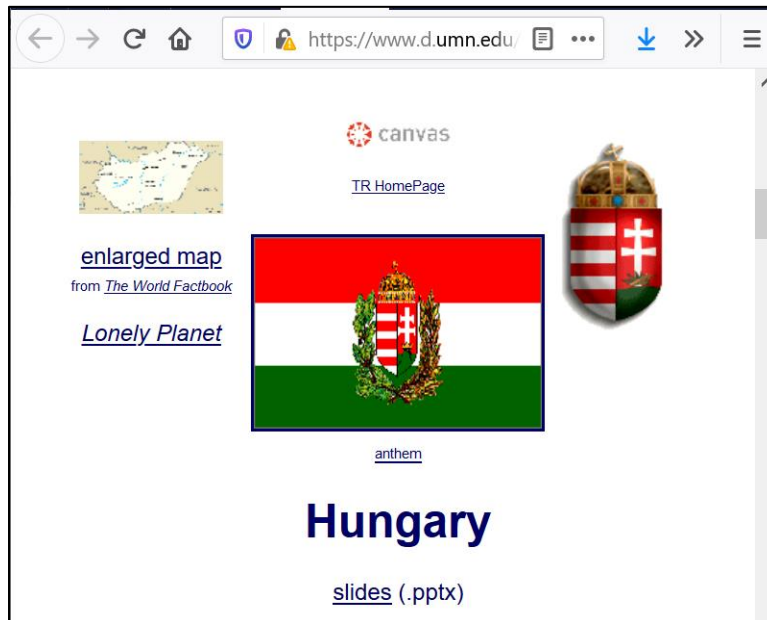 https://www.d.umn.edu/
canvas
TR HomePage
enlarged map
from The World Factbook
Lonely Planet
anthem
Hungary
slides (.pptx)